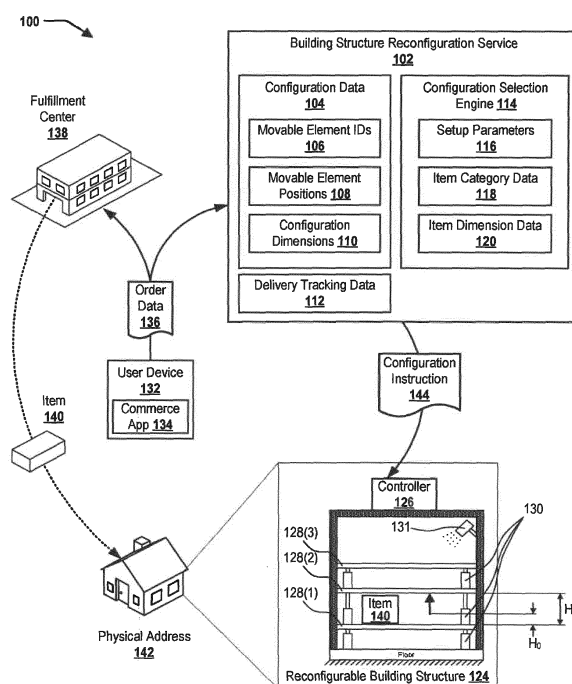 100
Building Structure Reconfiguration Service
102
Configuration Data
104
Movable Element IDs
106
Movable Element
Positions 108
Configuration
Dimensions 110
Delivery Tracking Data
112
Configuration Selection
Engine 114
Setup Parameters
116
Item Category Data
118
Item Dimension Data
120
Fulfillment
Center
138
Order
Data
136
User Device
132
Commerce
App 134
Configuration
Instruction
144
Item
140
Physical Address
142
Controller
126
131
130
128(3)
128(2)
128(1)
Item
140
H
H₀
Floor
Reconfigurable Building Structure 124